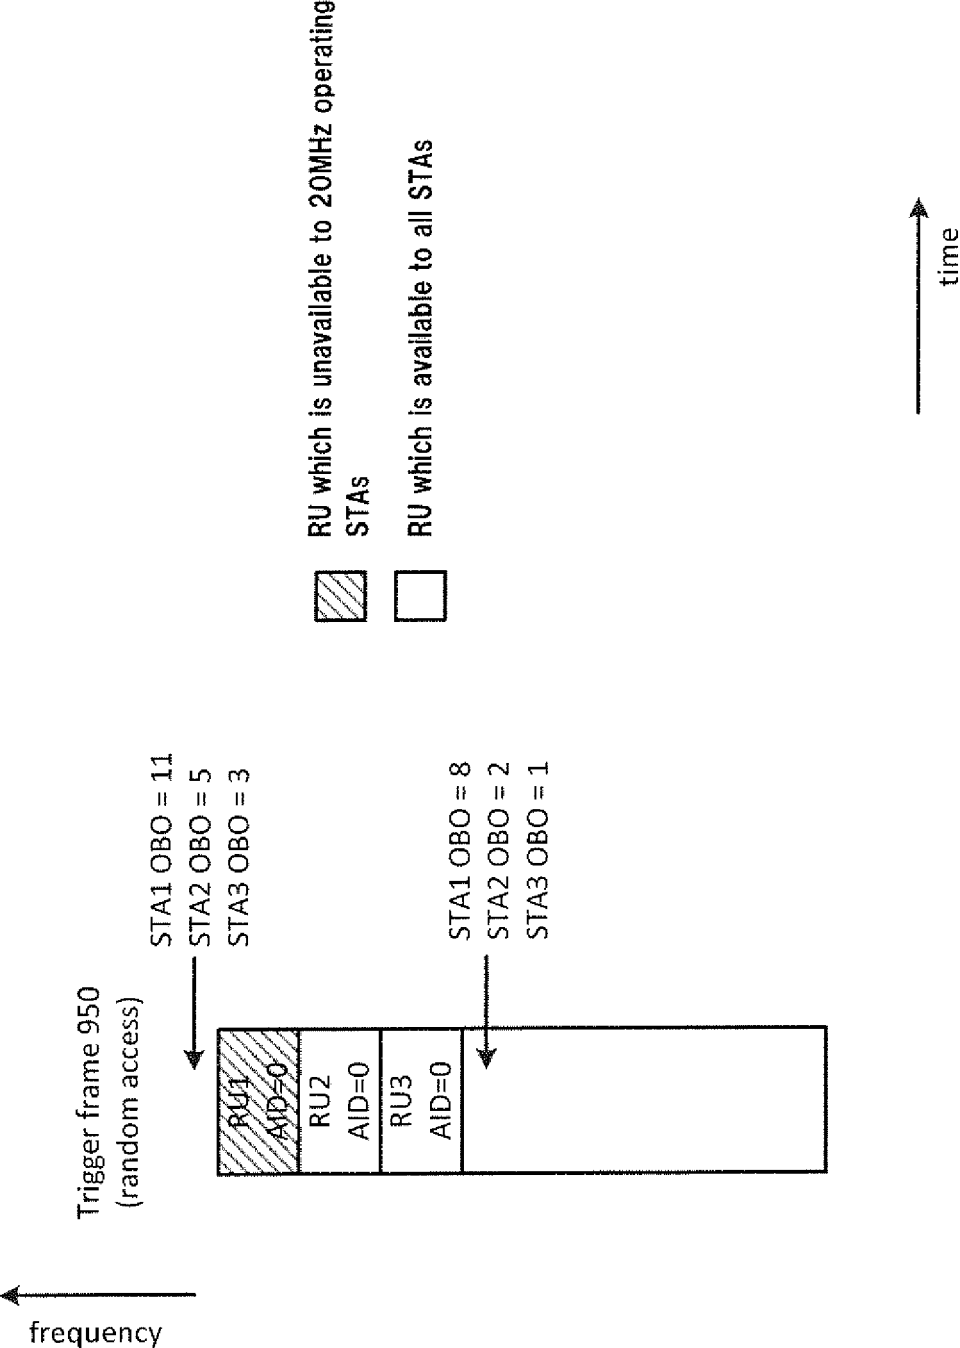 Trigger frame 950
(random access)
STA1 OBO = 11
STA2 OBO = 5
STA3 OBO = 3
RU1
AID=0
RU2
AID=0
RU3
AID=0
STA1 OBO = 8
STA2 OBO = 2
STA3 OBO = 1
RU which is unavailable to 20MHz operating
STAs
RU which is available to all STAs
frequency
time